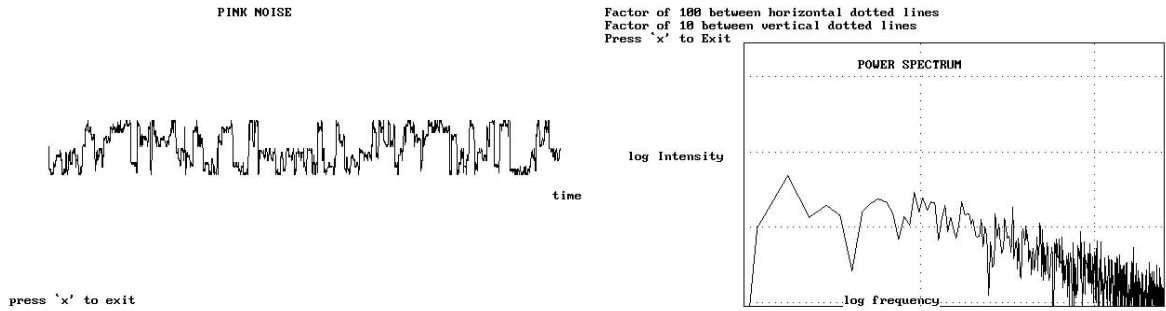 PINK NOISE
time
press `x' to exit
Factor of 100 between horizontal dotted lines
Factor of 10 between vertical dotted lines
Press `x' to Exit
POWER SPECTRUM
log Intensity
log frequency